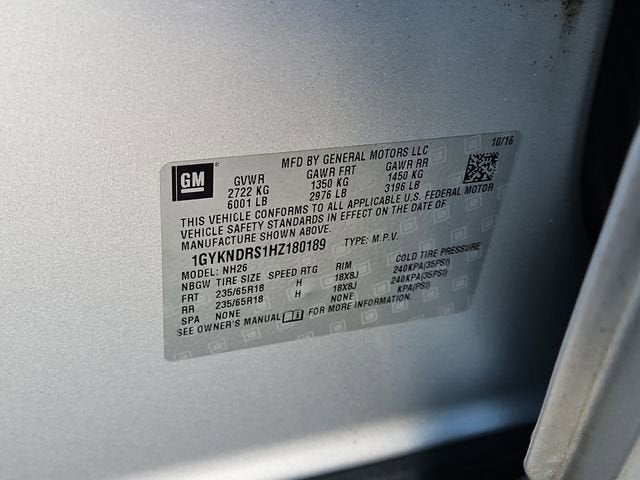 MFD BY GENERAL MOTORS LLC 10/16
GM
GVWR GAWR FRT GAWR RR
2722 KG 1350 KG 1450 KG
6001 LB 2976 LB 3196 LB
THIS VEHICLE CONFORMS TO ALL APPLICABLE U.S. FEDERAL MOTOR
VEHICLE SAFETY STANDARDS IN EFFECT ON THE DATE OF
MANUFACTURE SHOWN ABOVE.
1GYKNDRS1HZ180189 TYPE: M.P.V.
MODEL: NH26
NBGW TIRE SIZE SPEED RTG RIM COLD TIRE PRESSURE
FRT 235/65R18 H 18X8J 240KPA(35PSI)
RR 235/65R18 H 18X8J 240KPA(35PSI)
SPA NONE NONE KPA(PSI)
SEE OWNER'S MANUAL FOR MORE INFORMATION.